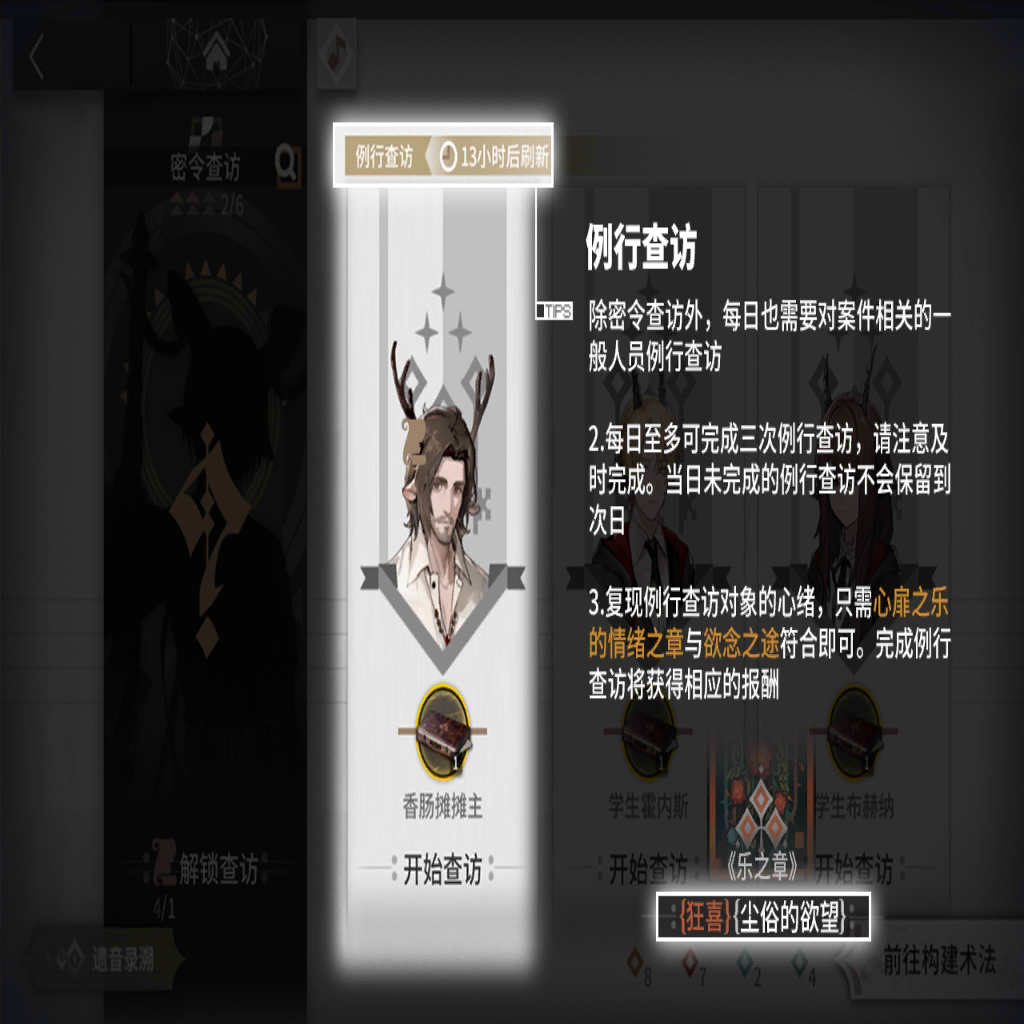 密令查访
2/6
例行查访
13小时后刷新
例行查访
TIPS
除密令查访外，每日也需要对案件相关的一
般人员例行查访
2.每日至多可完成三次例行查访，请注意及
时完成。当日未完成的例行查访不会保留到
次日
3.复现例行查访对象的心绪，只需心扉之乐
的情绪之章与欲念之途符合即可。完成例行
查访将获得相应的报酬
1
1
1
香肠摊摊主
学生霍内斯
学生布赫纳
《乐之章》
解锁查访
4/1
开始查访
开始查访
开始查访
{狂喜}{尘俗的欲望}
遗音录溯
8
7
2
4
前往构建术法